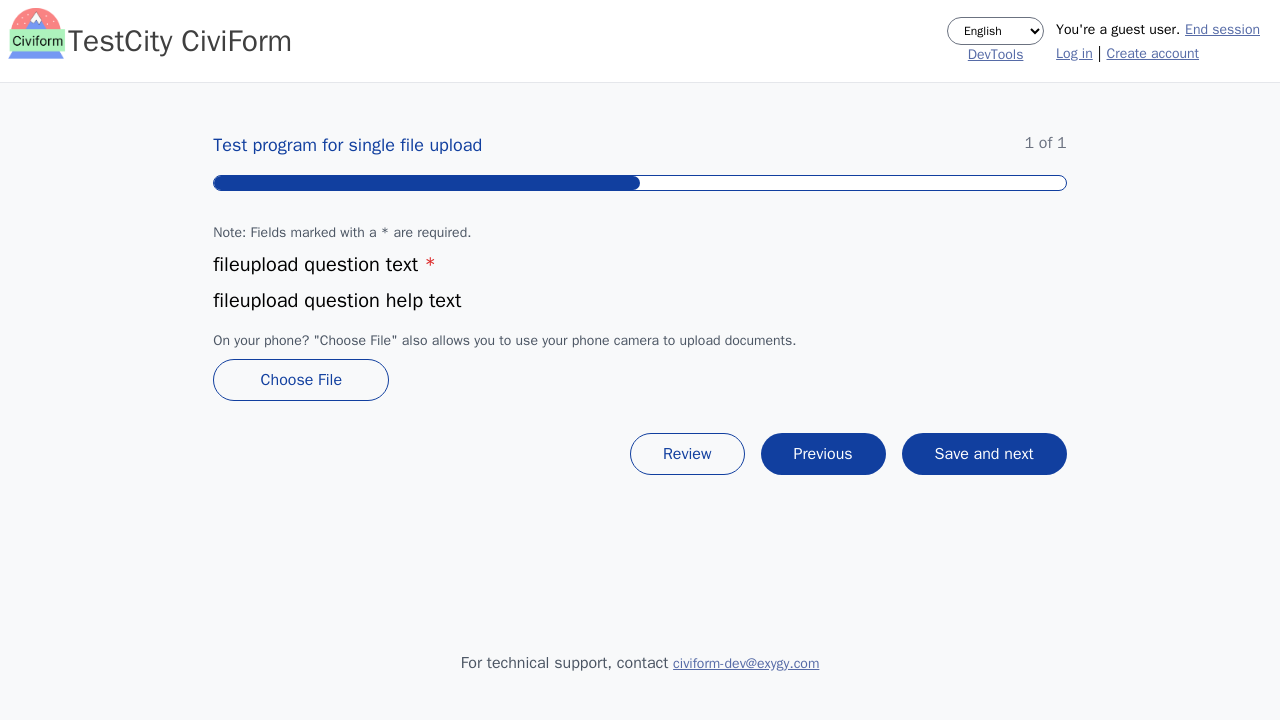 Civiform
TestCity CiviForm
English
DevTools
You're a guest user. End session
Log in | Create account
Test program for single file upload
1 of 1
Note: Fields marked with a * are required.
fileupload question text *
fileupload question help text
On your phone? "Choose File" also allows you to use your phone camera to upload documents.
Choose File
Review
Previous
Save and next
For technical support, contact civiform-dev@exygy.com